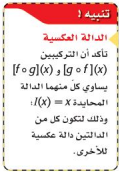 تنبيه !
الدالة العكسية
تأكد أن التركيبين
[f ∘ g](x) و [g ∘ f](x)
يساوي كلٌ منهما الدالة
المحايدة I(x) = x؛
وذلك لتكون كل من
الدالتين دالة عكسية
للأخرى.